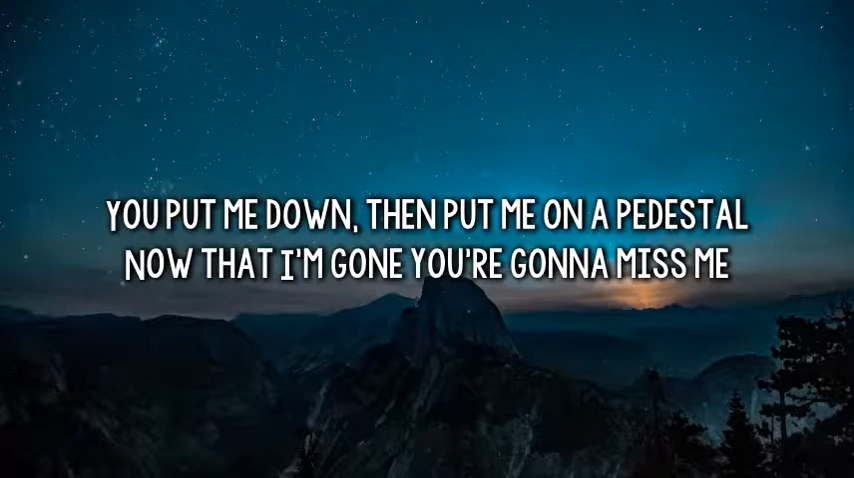 YOU PUT ME DOWN, THEN PUT ME ON A PEDESTAL
NOW THAT I'M GONE YOU'RE GONNA MISS ME